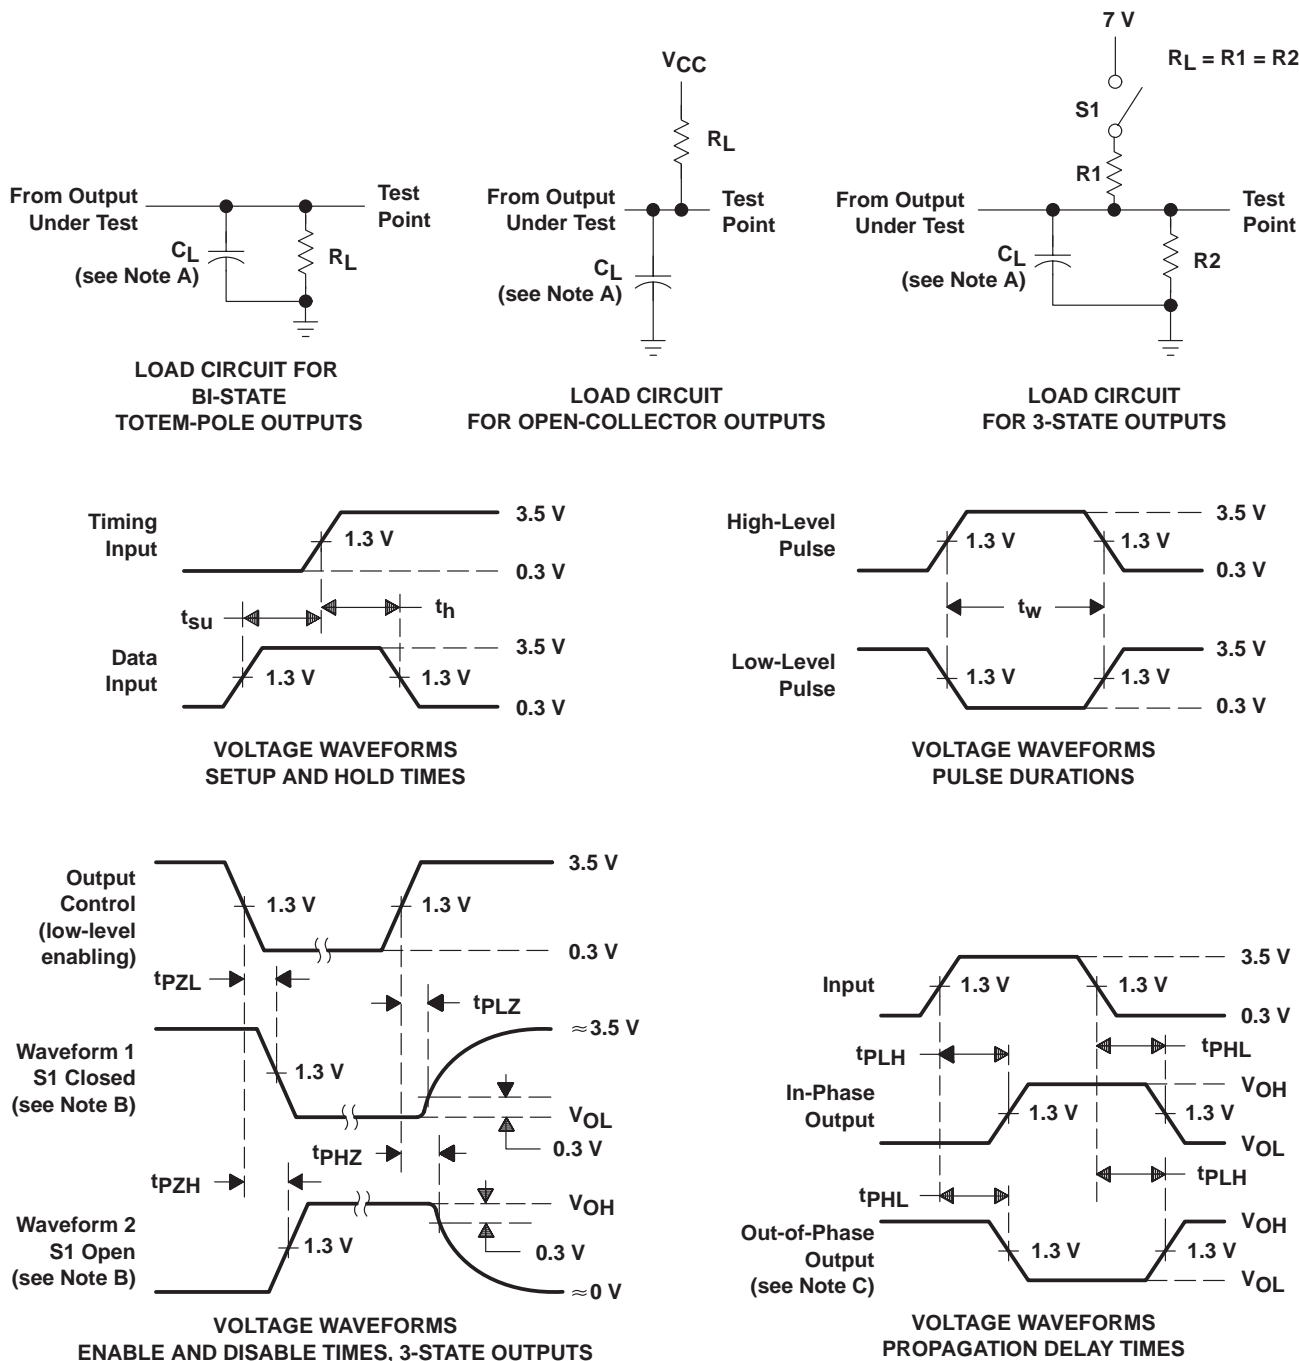 From Output
Under Test
Test
Point
CL
(see Note A)
RL
LOAD CIRCUIT FOR
BI-STATE
TOTEM-POLE OUTPUTS
VCC
RL
From Output
Under Test
Test
Point
CL
(see Note A)
LOAD CIRCUIT
FOR OPEN-COLLECTOR OUTPUTS
7 V
RL = R1 = R2
S1
R1
From Output
Under Test
Test
Point
CL
(see Note A)
R2
LOAD CIRCUIT
FOR 3-STATE OUTPUTS
Timing
Input
3.5 V
1.3 V
0.3 V
tsu
th
Data
Input
3.5 V
1.3 V
1.3 V
0.3 V
VOLTAGE WAVEFORMS
SETUP AND HOLD TIMES
High-Level
Pulse
3.5 V
1.3 V
1.3 V
0.3 V
tw
Low-Level
Pulse
3.5 V
1.3 V
1.3 V
0.3 V
VOLTAGE WAVEFORMS
PULSE DURATIONS
Output
Control
(low-level
enabling)
3.5 V
1.3 V
1.3 V
0.3 V
tPZL
tPLZ
Waveform 1
S1 Closed
(see Note B)
≈3.5 V
1.3 V
VOL
0.3 V
tPHZ
tPZH
Waveform 2
S1 Open
(see Note B)
VOH
1.3 V
0.3 V
≈0 V
VOLTAGE WAVEFORMS
ENABLE AND DISABLE TIMES, 3-STATE OUTPUTS
Input
3.5 V
1.3 V
1.3 V
0.3 V
tPLH
tPHL
In-Phase
Output
VOH
1.3 V
1.3 V
VOL
tPHL
tPLH
Out-of-Phase
Output
(see Note C)
VOH
1.3 V
1.3 V
VOL
VOLTAGE WAVEFORMS
PROPAGATION DELAY TIMES